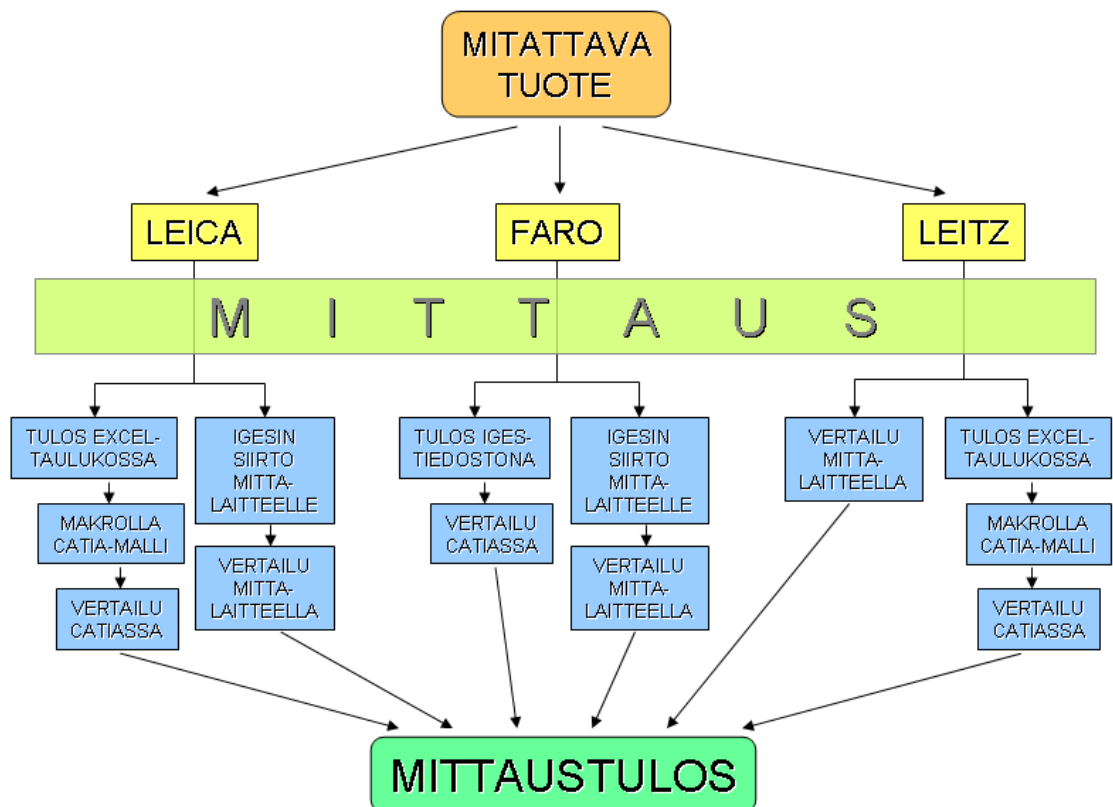 MITATTAVA
TUOTE
LEICA
FARO
LEITZ
M I T T A U S
TULOS EXCEL-
TAULUKOSSA
MAKROLLA
CATIA-MALLI
VERTAILU
CATIASSA
IGESIN
SIIRTO
MITTA-
LAITTEELLE
VERTAILU
MITTA-
LAITTEELLA
TULOS IGES-
TIEDOSTONA
VERTAILU
CATIASSA
IGESIN
SIIRTO
MITTA-
LAITTEELLE
VERTAILU
MITTA-
LAITTEELLA
VERTAILU
MITTA-
LAITTEELLA
TULOS EXCEL-
TAULUKOSSA
MAKROLLA
CATIA-MALLI
VERTAILU
CATIASSA
MITTAUSTULOS